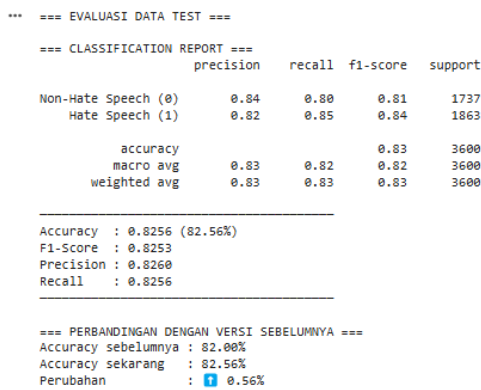 === EVALUASI DATA TEST ===
=== CLASSIFICATION REPORT ===
precision recall f1-score support
Non-Hate Speech (0) 0.84 0.80 0.81 1737
Hate Speech (1) 0.82 0.85 0.84 1863
accuracy 0.83 3600
macro avg 0.83 0.82 0.82 3600
weighted avg 0.83 0.83 0.83 3600
Accuracy : 0.8256 (82.56%)
F1-Score : 0.8253
Precision : 0.8260
Recall : 0.8256
=== PERBANDINGAN DENGAN VERSI SEBELUMNYA ===
Accuracy sebelumnya : 82.00%
Accuracy sekarang : 82.56%
Perubahan : ⬆️ 0.56%